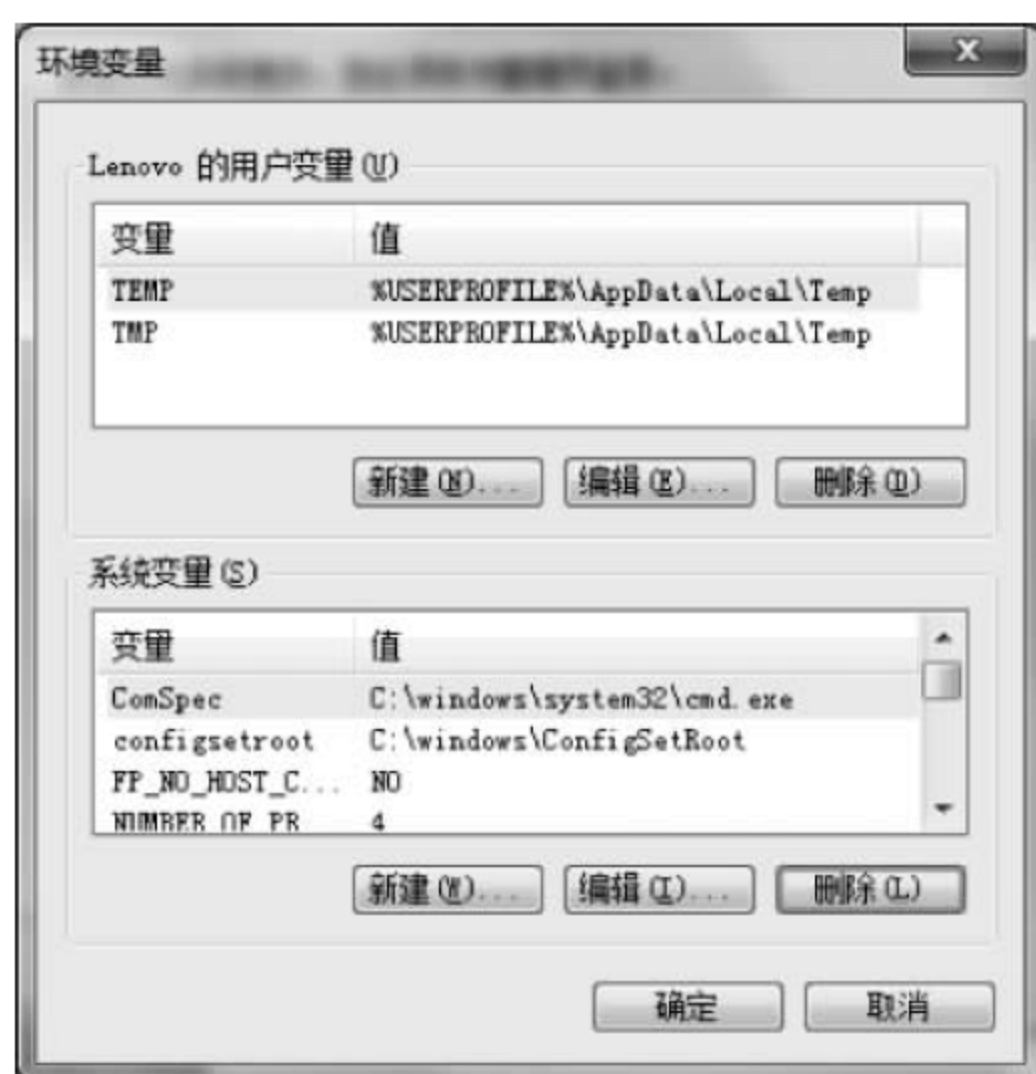 环境变量
Lenovo 的用户变量(U)
变量 值
TEMP %USERPROFILE%\AppData\Local\Temp
TMP %USERPROFILE%\AppData\Local\Temp
新建(N)... 编辑(E)... 删除(D)
系统变量(S)
变量 值
ComSpec C:\windows\system32\cmd.exe
configsetroot C:\windows\ConfigSetRoot
FP_NO_HOST_C... NO
NUMBER_OF_PR 4
新建(W)... 编辑(I)... 删除(L)
确定 取消